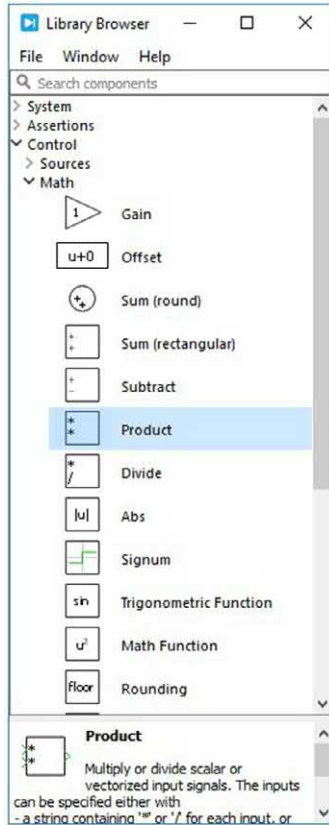 Library Browser
File Window Help
Search components
System
Assertions
Control
Sources
Math
1 Gain
u+0 Offset
++ Sum (round)
+
+ Sum (rectangular)
+
- Subtract
*
* Product
*
/ Divide
|u| Abs
Signum
sin Trigonometric Function
u² Math Function
floor Rounding
*
* Product
Multiply or divide scalar or
vectorized input signals. The inputs
can be specified either with
- a string containing '*' or '/' for each input, or